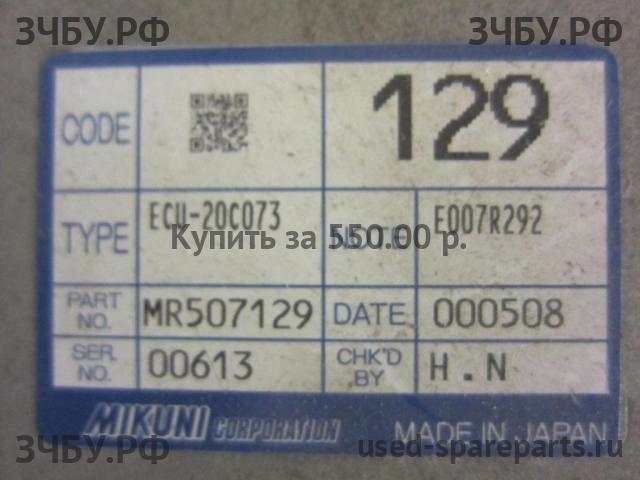 ЗЧБУ.РФ ЗЧБУ.РФ
CODE 129
TYPE ECU-20C073 NOTE E007R292
Купить за 550.00 р.
PART NO. MR507129 DATE 000508
SER. NO. 00613 CHK'D BY H.N
MIKUNI CORPORATION MADE IN JAPAN
ЗЧБУ.РФ used-spareparts.ru